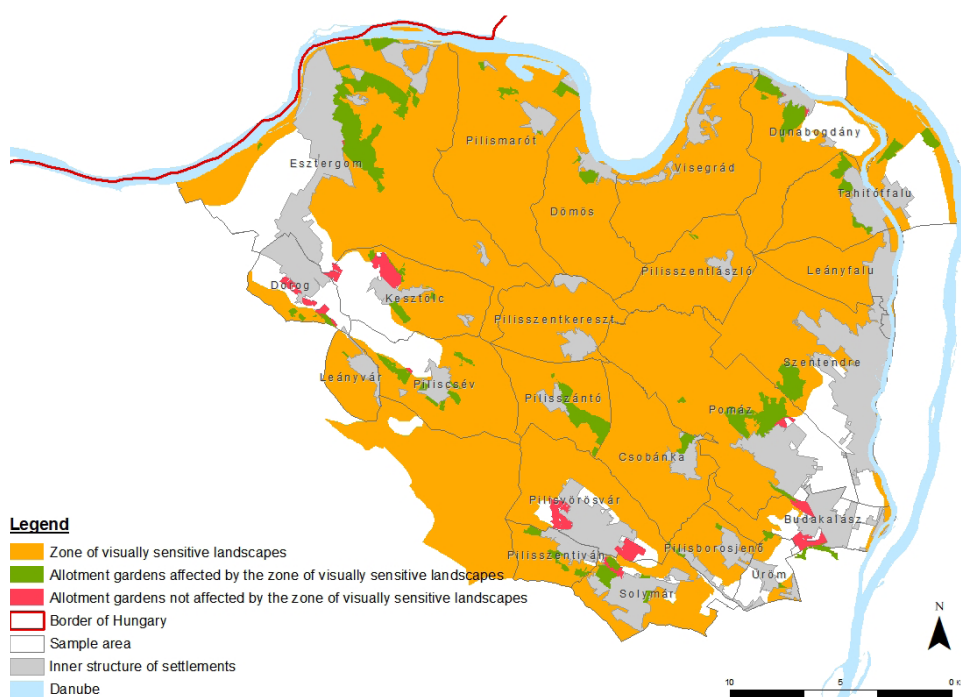 Pilismarót
Dunabogdány
Esztergom
Visegrád
Tahitótfalu
Dömös
Pilisszentlászló
Leányfalu
Dorog
Kesztölc
Pilisszentkereszt
Szentendre
Leányvár
Piliscsév
Pilisszántó
Pomáz
Csobánka
Pilisvörösvár
Budakalász
Pilisszentiván
Pilisborosjenő
Üröm
Solymár
Legend
Zone of visually sensitive landscapes
Allotment gardens affected by the zone of visually sensitive landscapes
Allotment gardens not affected by the zone of visually sensitive landscapes
Border of Hungary
Sample area
Inner structure of settlements
Danube
N
10 5 0 K